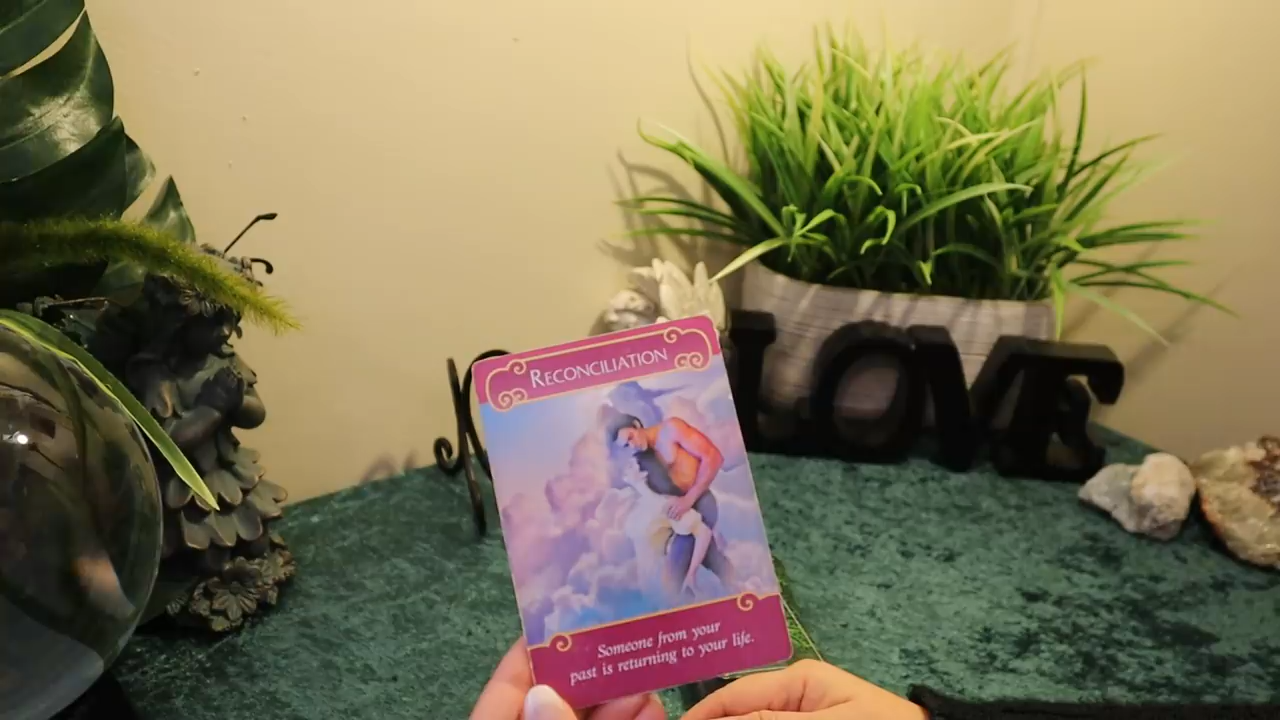 RECONCILIATION
Someone from your
past is returning to your life.
LOVE